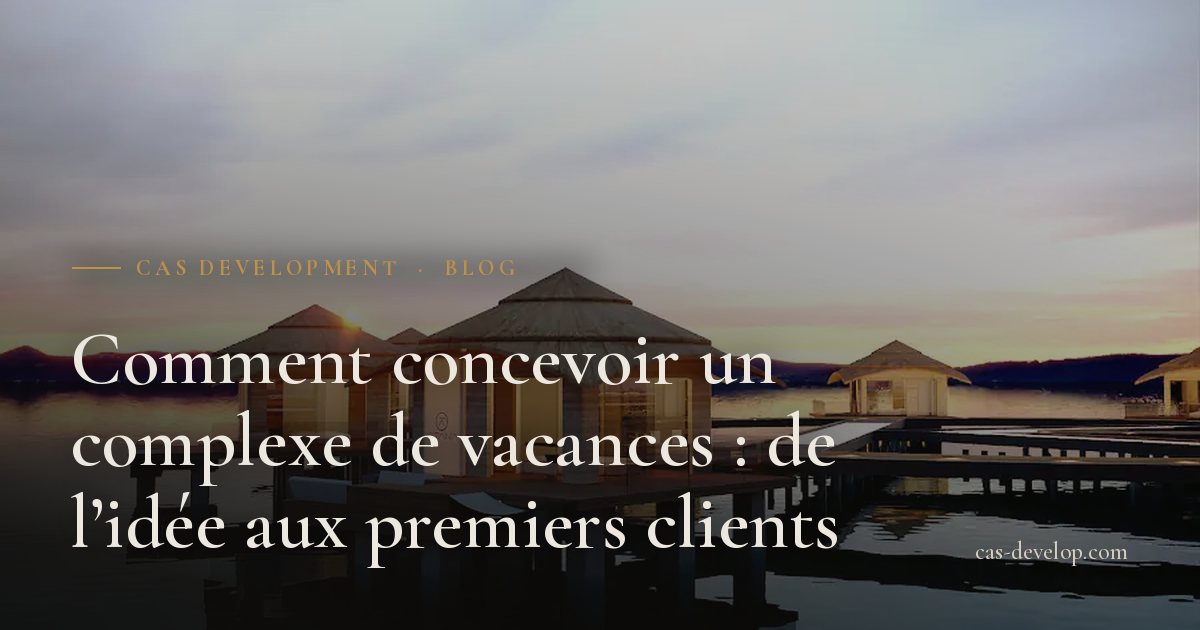 CAS DEVELOPMENT · BLOG
Comment concevoir un
complexe de vacances : de
l’idée aux premiers clients
cas-develop.com